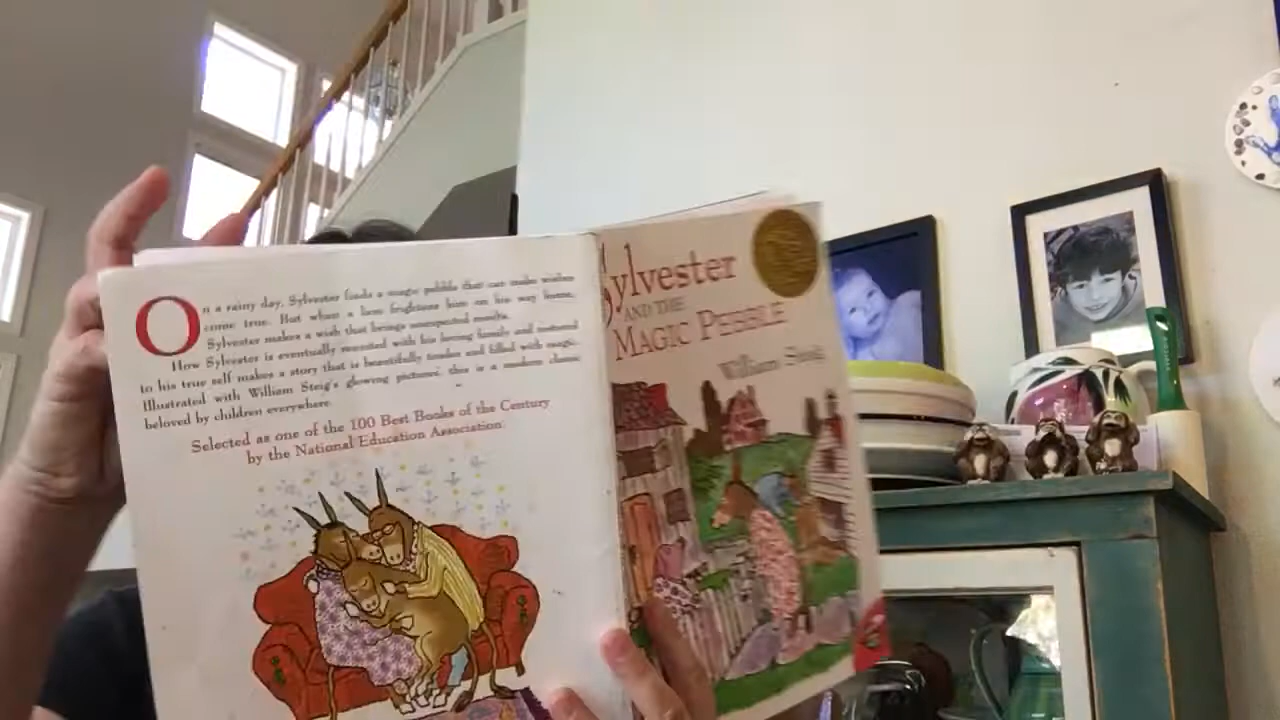 On a rainy day, Sylvester finds a magic pebble that can make wishes
come true. But when a lion frightens him on his way home,
Sylvester makes a wish that brings unexpected results.
How Sylvester is eventually reunited with his loving family and restored
to his true self makes a story that is beautifully tender and filled with magic.
Illustrated with William Steig's glowing pictures, this is a modern classic
beloved by children everywhere.
Selected as one of the 100 Best Books of the Century
by the National Education Association.
Sylvester
AND THE
MAGIC PEBBLE
William Steig